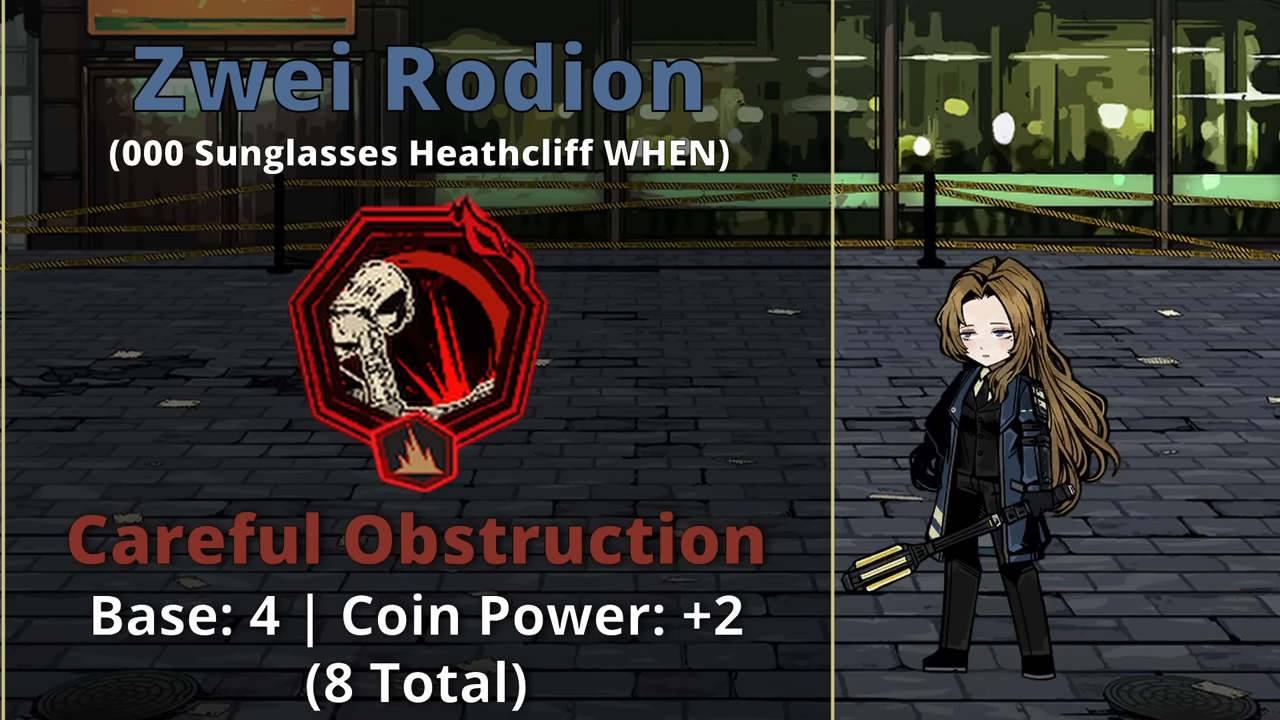 Zwei Rodion
(000 Sunglasses Heathcliff WHEN)
Careful Obstruction
Base: 4 | Coin Power: +2
(8 Total)